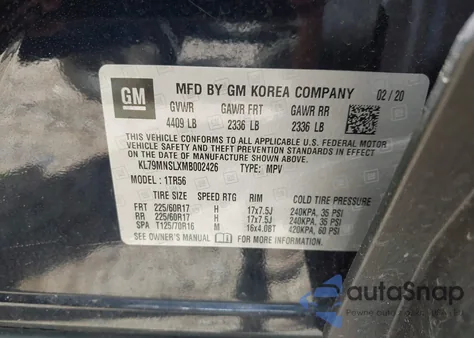 GM
MFD BY GM KOREA COMPANY 02/20
GVWR GAWR FRT GAWR RR
4409 LB 2336 LB 2336 LB
THIS VEHICLE CONFORMS TO ALL APPLICABLE U.S. FEDERAL MOTOR
VEHICLE SAFETY, BUMPER, AND THEFT PREVENTION STANDARDS IN
EFFECT ON THE DATE OF MANUFACTURE SHOWN ABOVE.
KL79MNSLXMB002426 TYPE: MPV
MODEL: 1TR56
TIRE SIZE SPEED RTG RIM COLD TIRE PRESSURE
FRT 225/60R17 H 17x7.5J 240KPA, 35 PSI
RR 225/60R17 H 17x7.5J 240KPA, 35 PSI
SPA T125/70R16 M 16x4.0BT 420KPA, 60 PSI
SEE OWNER'S MANUAL FOR MORE INFORMATION.
autoSnap